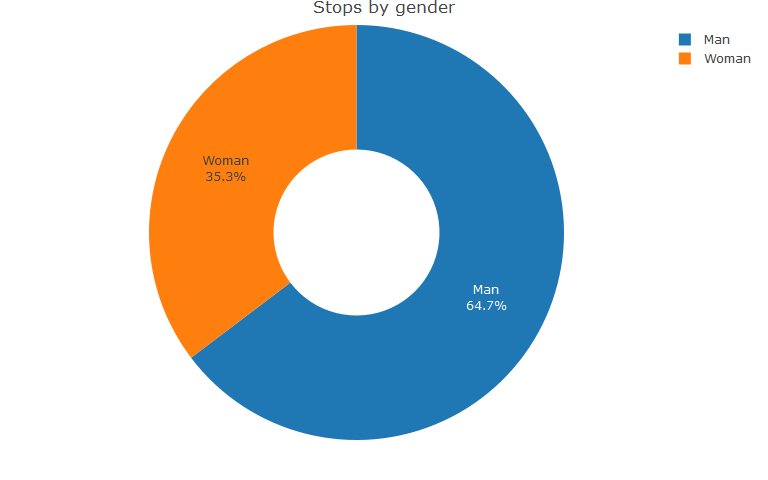 Stops by gender
Man
Woman
Woman
35.3%
Man
64.7%